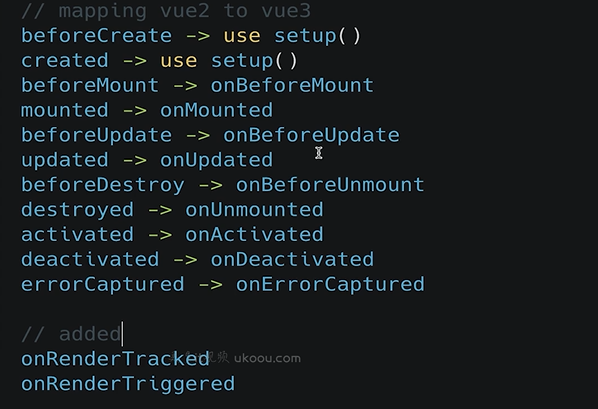 // mapping vue2 to vue3
beforeCreate -> use setup()
created -> use setup()
beforeMount -> onBeforeMount
mounted -> onMounted
beforeUpdate -> onBeforeUpdate
updated -> onUpdated
beforeDestroy -> onBeforeUnmount
destroyed -> onUnmounted
activated -> onActivated
deactivated -> onDeactivated
errorCaptured -> onErrorCaptured
// added
onRenderTracked
ukoou.com
onRenderTriggered